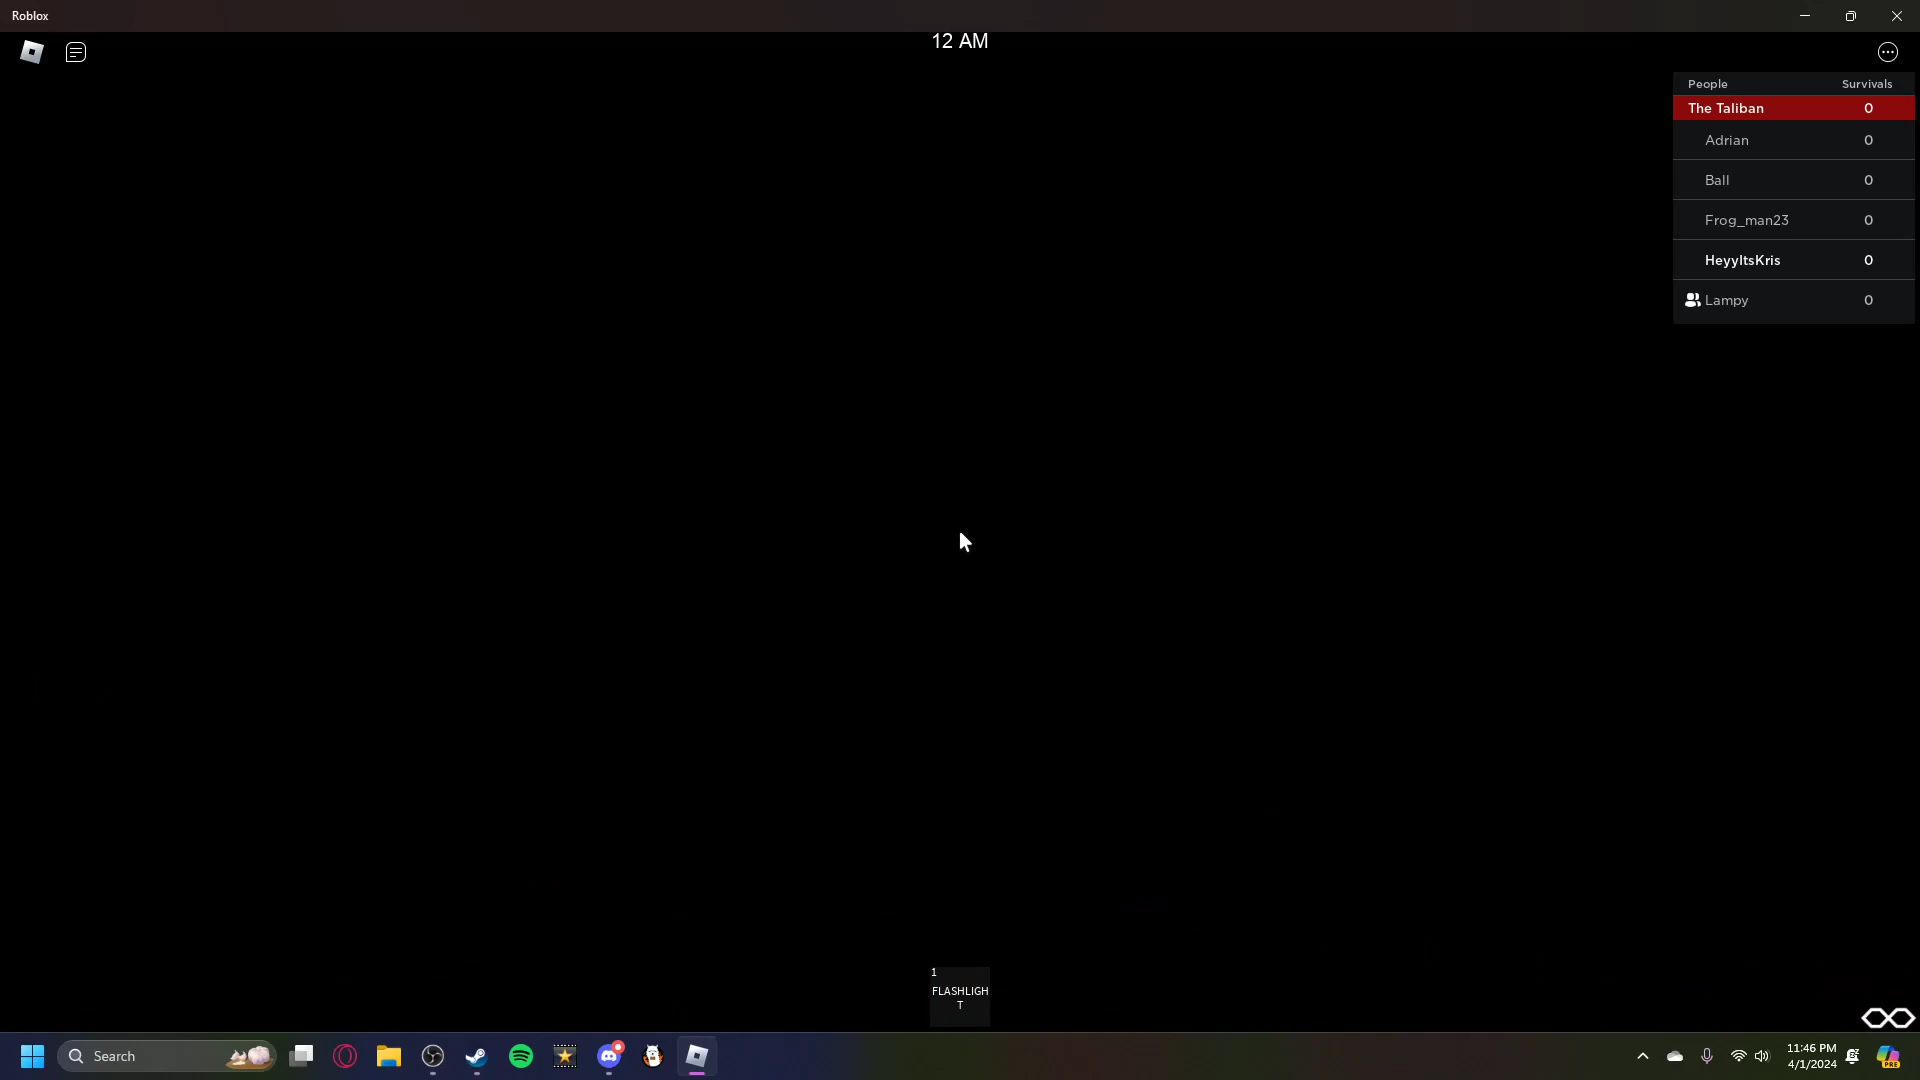 Roblox
12 AM
People Survivals
The Taliban 0
Adrian 0
Ball 0
Frog_man23 0
HeyyItsKris 0
Lampy 0
1
FLASHLIGH
T
Search
11:46 PM
4/1/2024
PRE